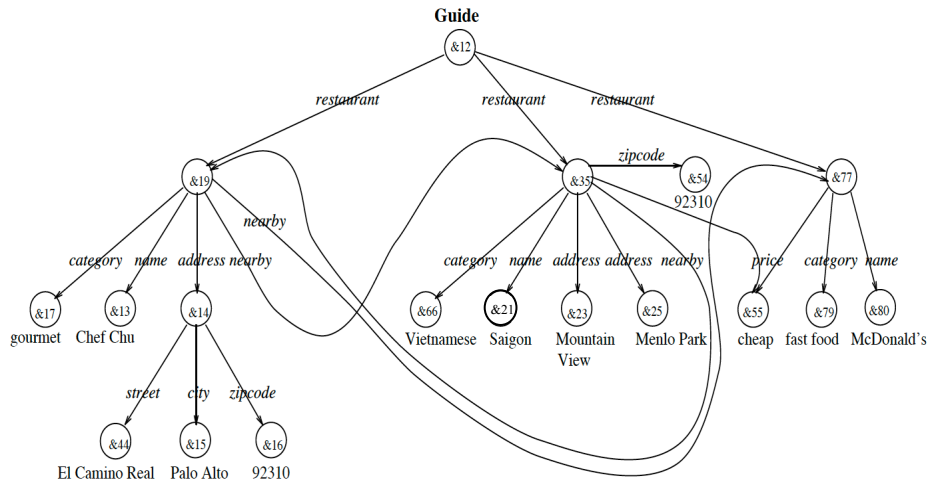 Guide
&12
restaurant restaurant restaurant
zipcode
&19 &35 &54 &77
92310
nearby
category name address nearby category name address address nearby price category name
&17 &13 &14 &66 &21 &23 &25 &55 &79 &80
gourmet Chef Chu Vietnamese Saigon Mountain Menlo Park cheap fast food McDonald's
View
street city zipcode
&44 &15 &16
El Camino Real Palo Alto 92310